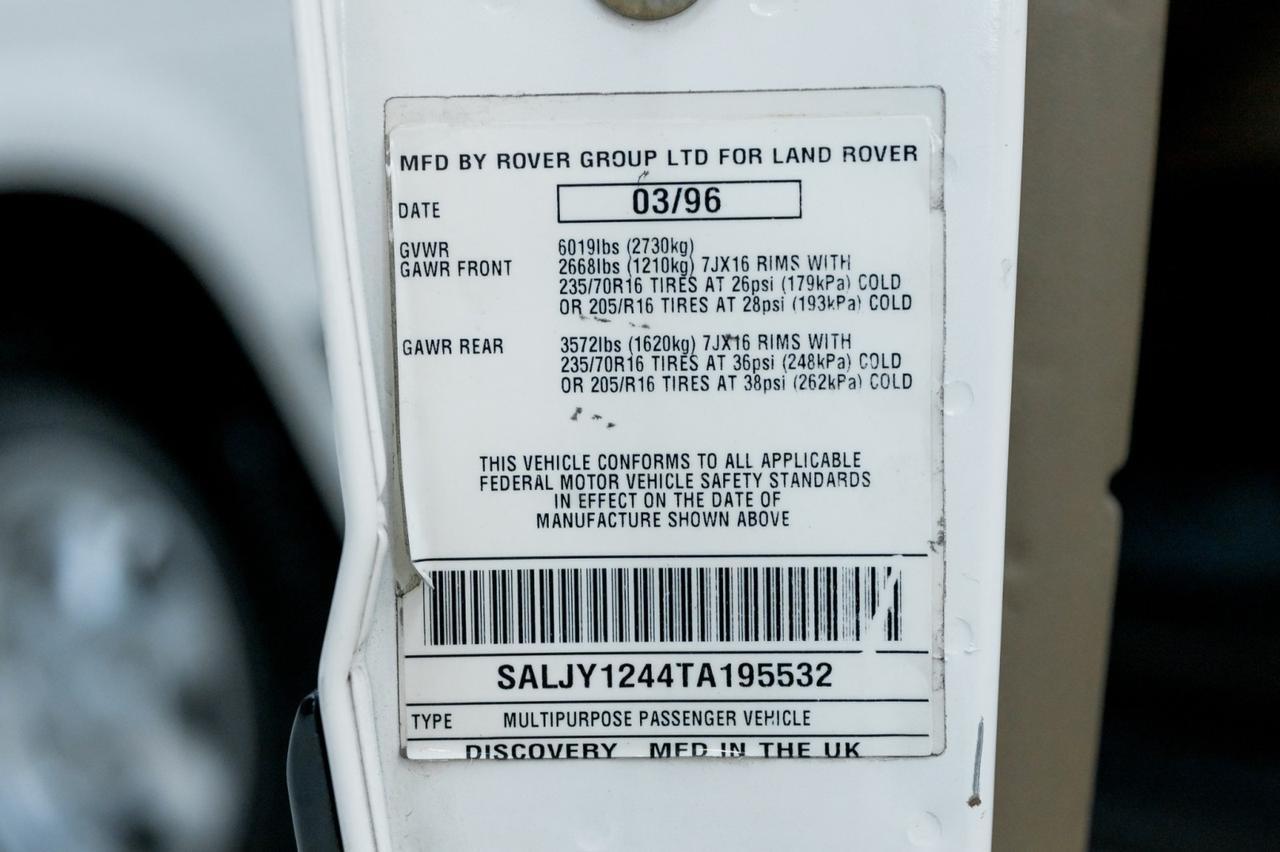 MFD BY ROVER GROUP LTD FOR LAND ROVER
DATE 03/96
GVWR 6019lbs (2730kg)
GAWR FRONT 2668lbs (1210kg) 7JX16 RIMS WITH
235/70R16 TIRES AT 26psi (179kPa) COLD
OR 205/R16 TIRES AT 28psi (193kPa) COLD
GAWR REAR 3572lbs (1620kg) 7JX16 RIMS WITH
235/70R16 TIRES AT 36psi (248kPa) COLD
OR 205/R16 TIRES AT 38psi (262kPa) COLD
THIS VEHICLE CONFORMS TO ALL APPLICABLE
FEDERAL MOTOR VEHICLE SAFETY STANDARDS
IN EFFECT ON THE DATE OF
MANUFACTURE SHOWN ABOVE
SALJY1244TA195532
TYPE MULTIPURPOSE PASSENGER VEHICLE
DISCOVERY MFD IN THE UK